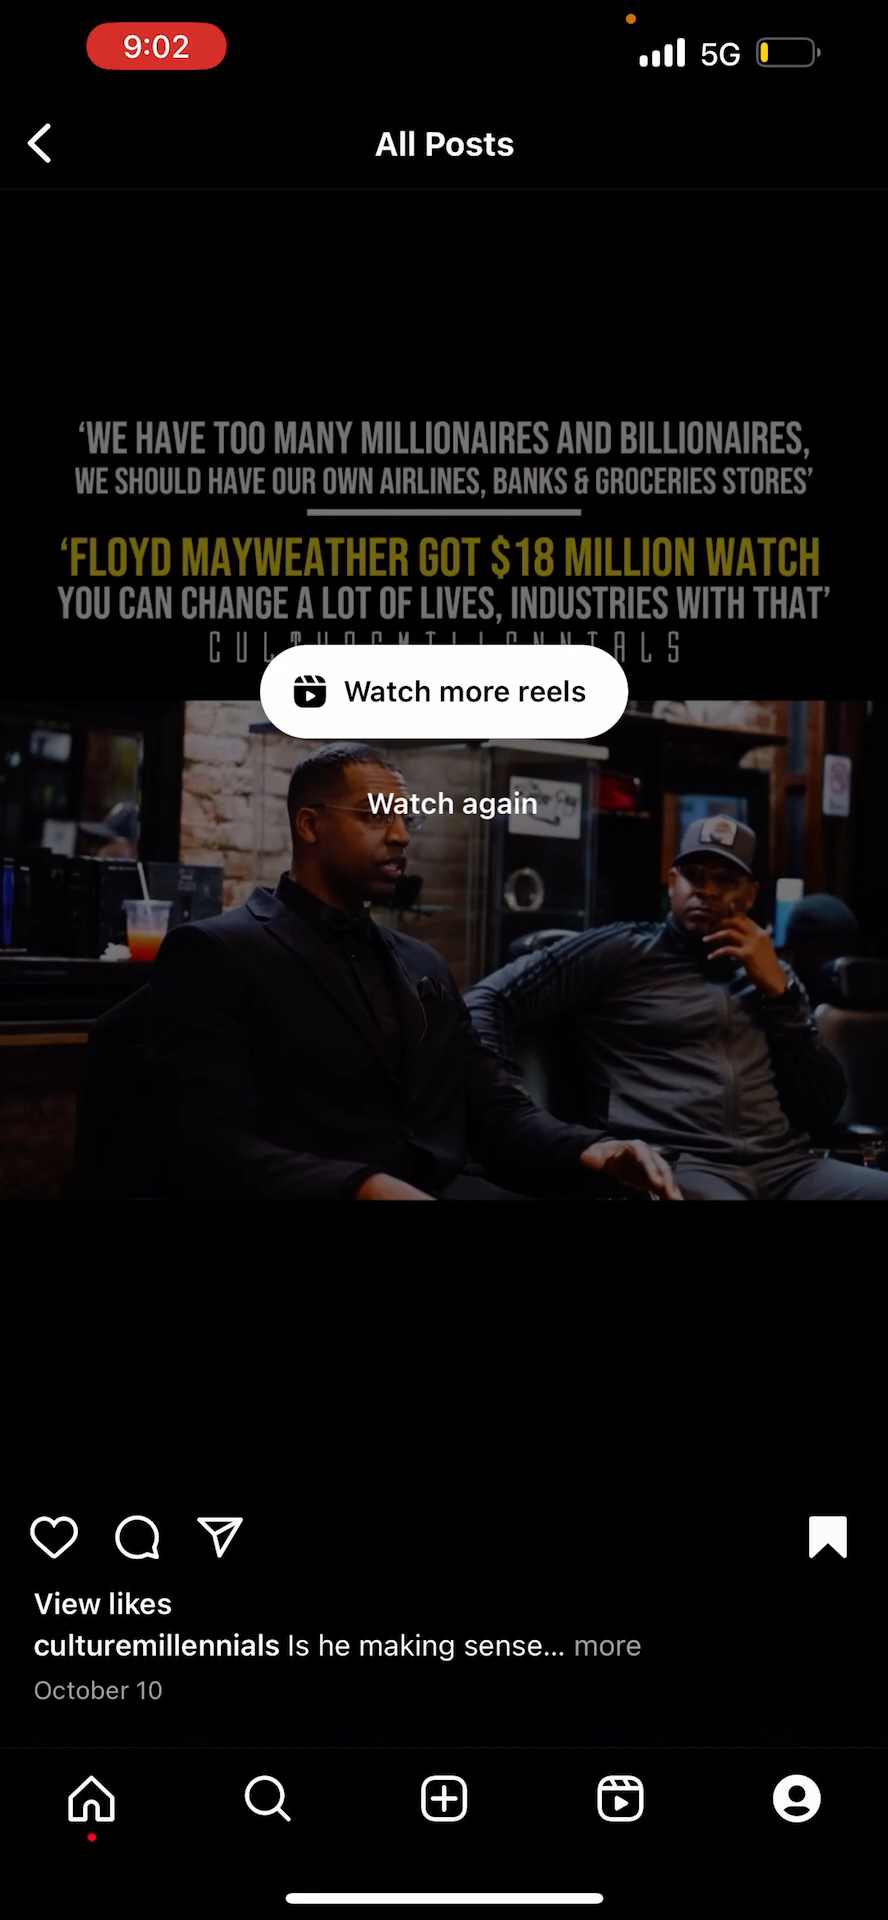 9:02
5G
All Posts
‘WE HAVE TOO MANY MILLIONAIRES AND BILLIONAIRES,
WE SHOULD HAVE OUR OWN AIRLINES, BANKS & GROCERIES STORES’
‘FLOYD MAYWEATHER GOT $18 MILLION WATCH
YOU CAN CHANGE A LOT OF LIVES, INDUSTRIES WITH THAT’
CULTUREMILLENNIALS
Watch more reels
Watch again
View likes
culturemillennials Is he making sense... more
October 10